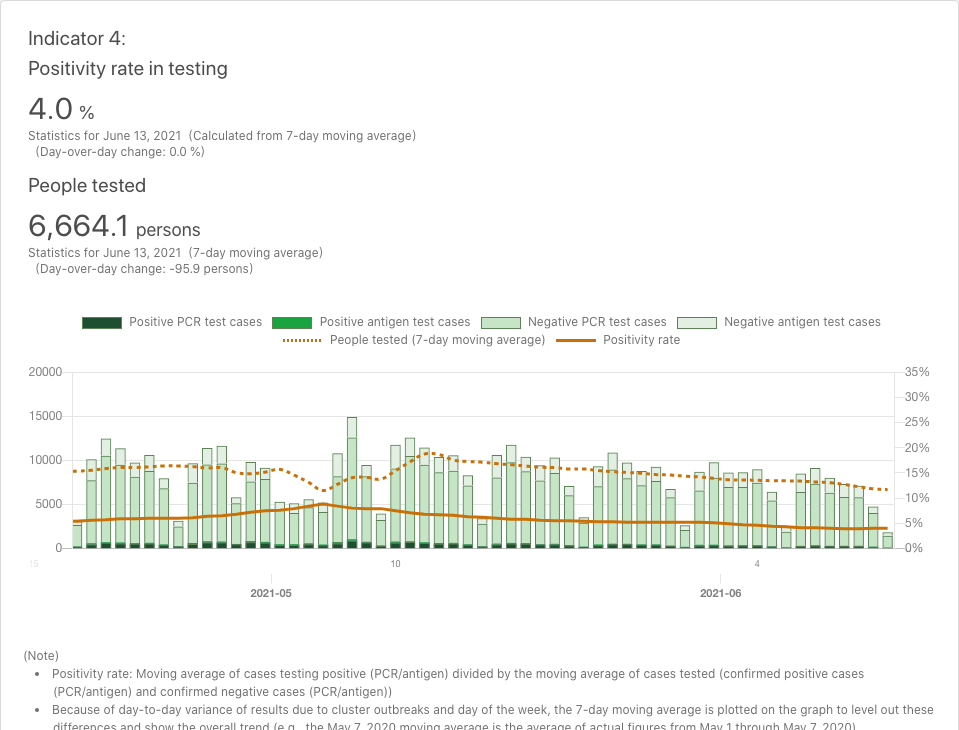 Indicator 4:
Positivity rate in testing
4.0 %
Statistics for June 13, 2021 (Calculated from 7-day moving average)
(Day-over-day change: 0.0 %)
People tested
6,664.1 persons
Statistics for June 13, 2021 (7-day moving average)
(Day-over-day change: -95.9 persons)
Positive PCR test cases Positive antigen test cases Negative PCR test cases Negative antigen test cases
People tested (7-day moving average) Positivity rate
20000 35%
30%
15000 25%
20%
10000 15%
10%
5000 5%
0 0%
15 10 4
2021-05 2021-06
(Note)
• Positivity rate: Moving average of cases testing positive (PCR/antigen) divided by the moving average of cases tested (confirmed positive cases
(PCR/antigen) and confirmed negative cases (PCR/antigen))
• Because of day-to-day variance of results due to cluster outbreaks and day of the week, the 7-day moving average is plotted on the graph to level out these
differences and show the overall trend (e.g., the May 7, 2020 moving average is the average of actual figures from May 1 through May 7, 2020)